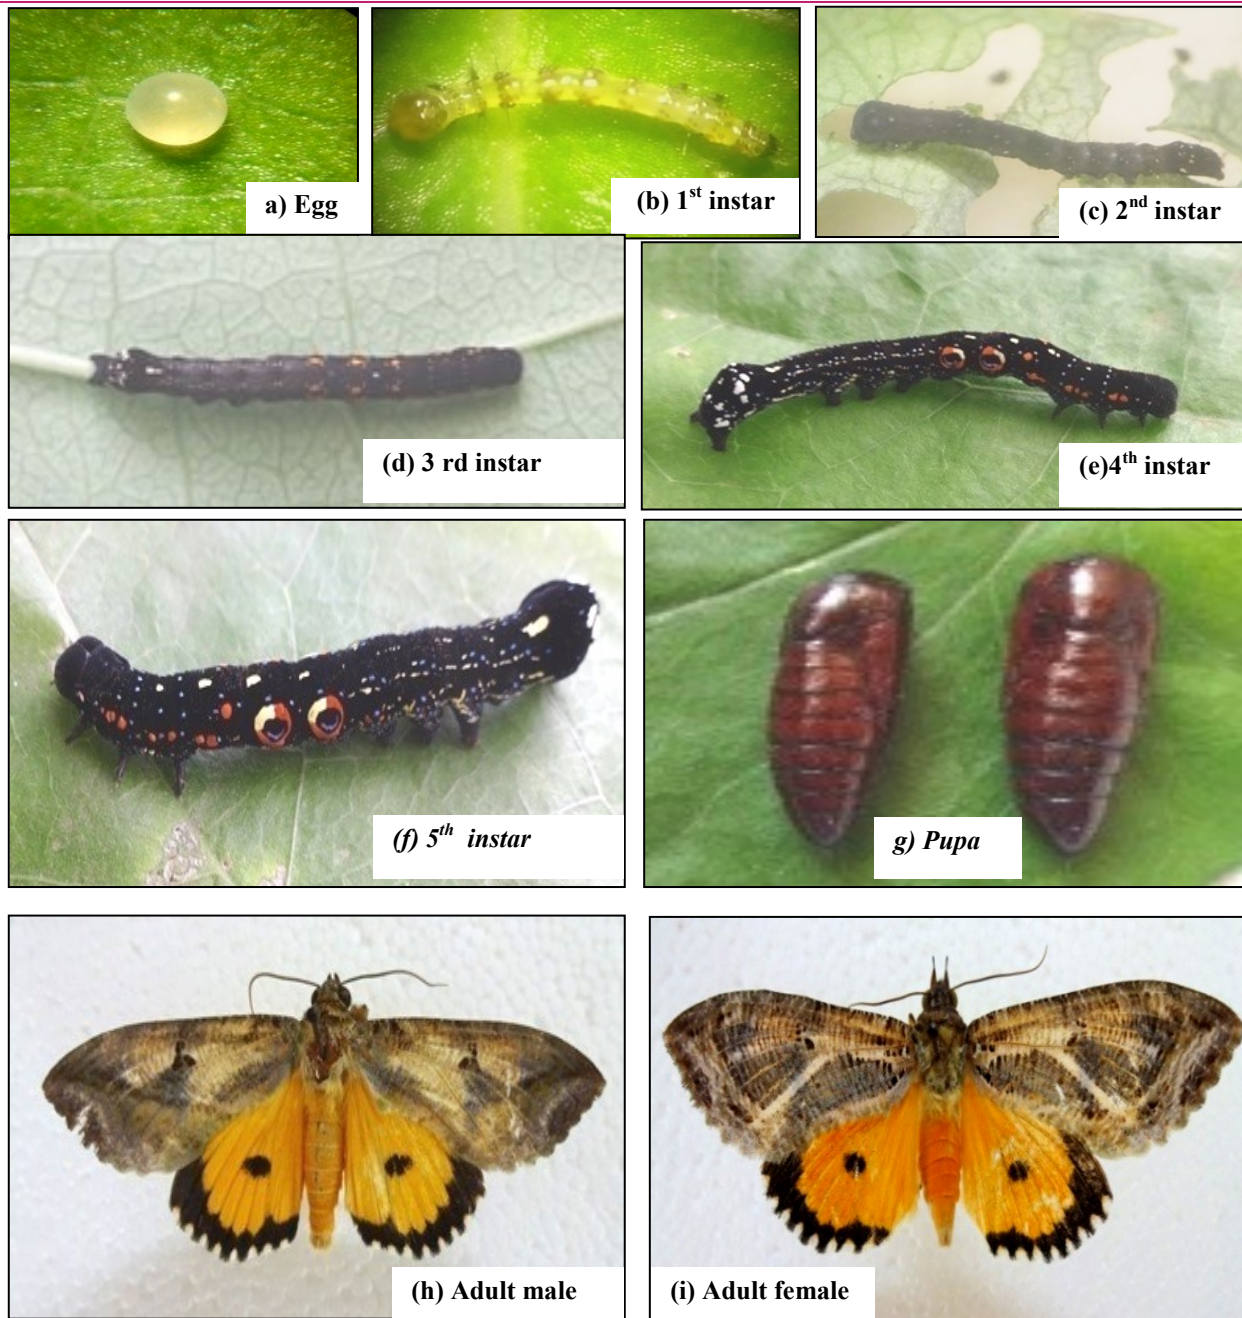 a) Egg
(b) 1st instar
(c) 2nd instar
(d) 3 rd instar
(e)4th instar
(f) 5th instar
g) Pupa
(h) Adult male
(i) Adult female